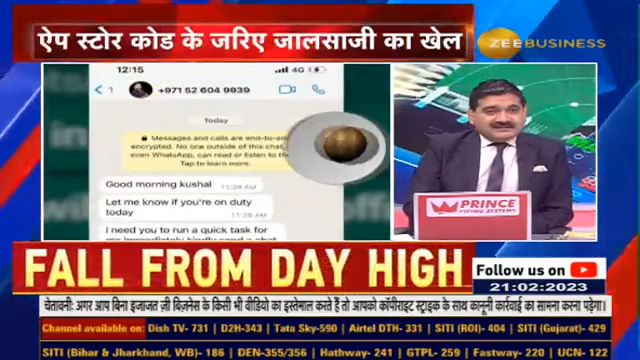 ऐप स्टोर कोड के जरिए जालसाजी का खेल
ZEEBUSINESS
12:15
4G
1
+971 52 604 9939
Today
Messages and calls are end-to-en
encrypted. No one outside of this chat,
even WhatsApp, can read or listen to the
Tap to learn more.
Good morning kushal
11:08 AM
Let me know if you're on duty
today
11:09 AM
I need you to run a quick task for
PRINCE
PIPING SYSTEMS
FALL FROM DAY HIGH
Follow us on
21:02:2023
चेतावनी: अगर आप बिना इजाजत ज़ी बिज़नेस के किसी भी वीडियो का इस्तेमाल करते हैं तो आपको कॉपीराइट स्ट्राइक के साथ कानूनी कार्रवाई का सामना करना पड़ेगा।
Channel available on: Dish TV- 731 | D2H-343 | Tata Sky-590 | Airtel DTH- 331 | SITI (ROI) - 404 | SITI (Gujarat) - 429
SITI (Bihar & Jharkhand, WB)- 186 | DEN-355/356 | Hathway- 241 | GTPL- 259 | Fastway- 220 | UCN-122